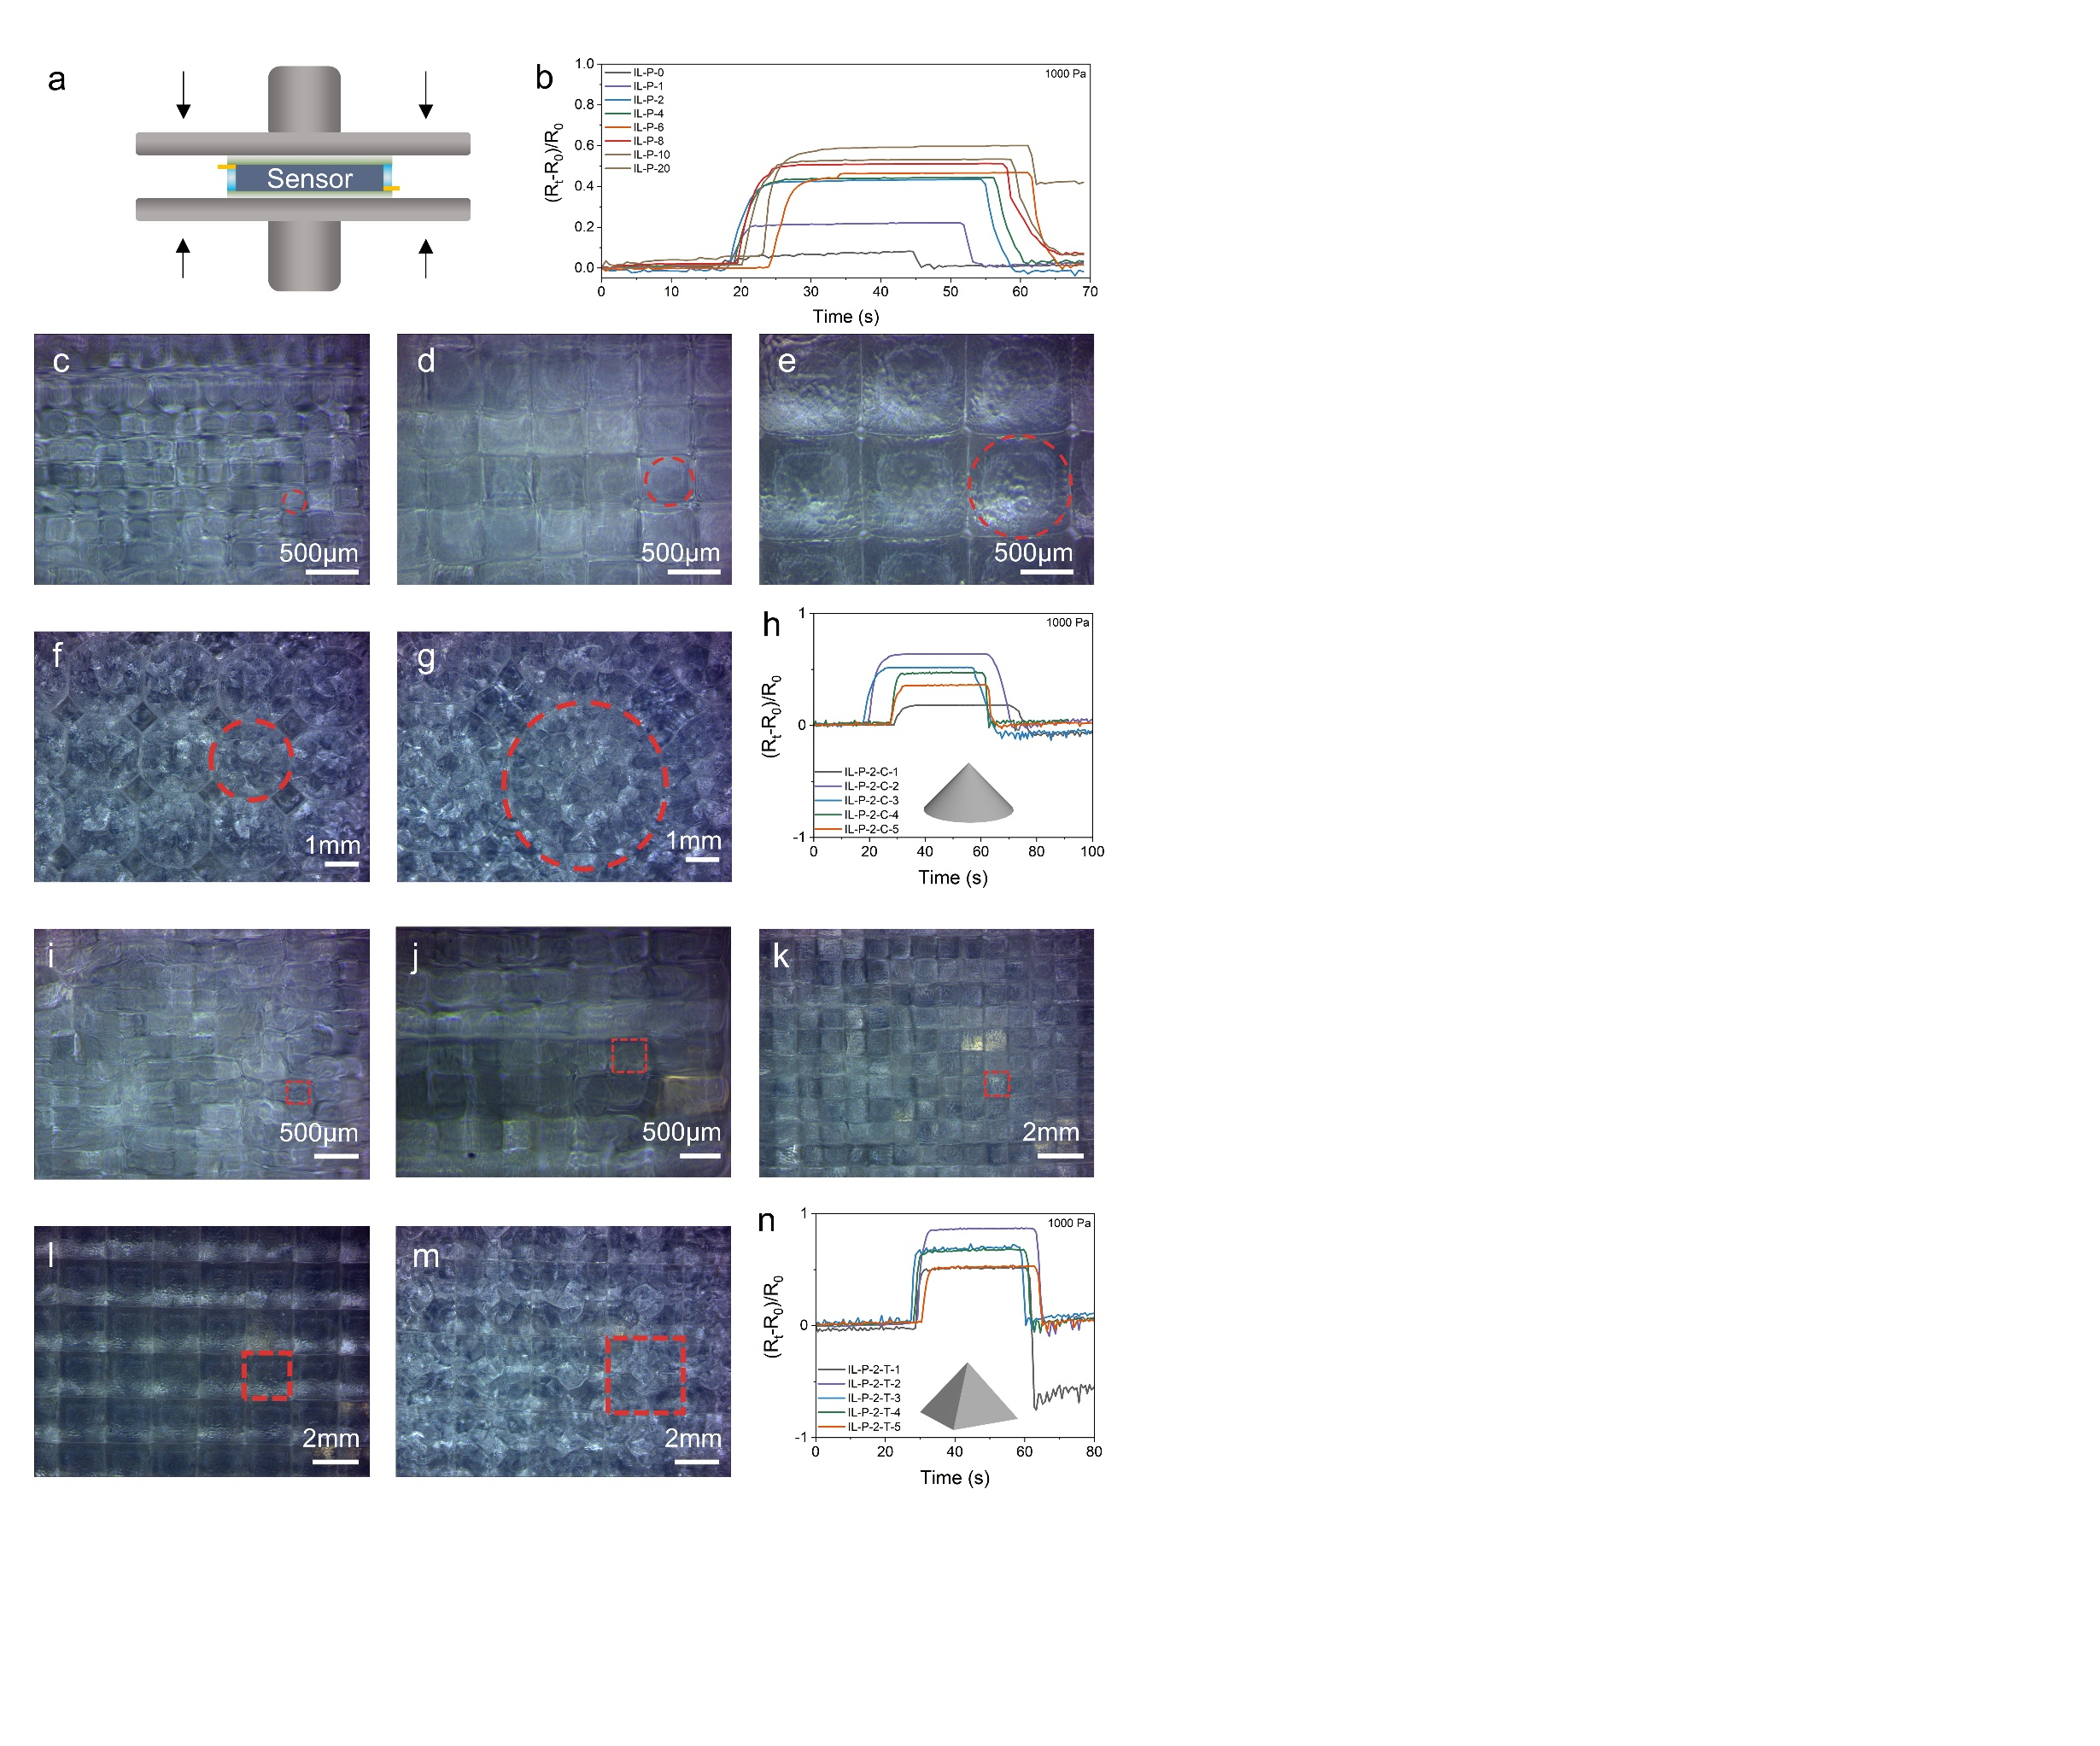 a
Sensor
b
1000 Pa
IL-P-0
IL-P-1
IL-P-2
IL-P-4
IL-P-6
IL-P-8
IL-P-10
IL-P-20
1.0
0.8
0.6
0.4
0.2
0.0
(Rt-R0)/R0
0 10 20 30 40 50 60 70
Time (s)
c
500μm
d
500μm
e
500μm
f
1mm
g
1mm
h
1000 Pa
1
0
-1
(Rt-R0)/R0
IL-P-2-C-1
IL-P-2-C-2
IL-P-2-C-3
IL-P-2-C-4
IL-P-2-C-5
0 20 40 60 80 100
Time (s)
i
500μm
j
500μm
k
2mm
l
2mm
m
2mm
n
1000 Pa
1
0
-1
(Rt-R0)/R0
IL-P-2-T-1
IL-P-2-T-2
IL-P-2-T-3
IL-P-2-T-4
IL-P-2-T-5
0 20 40 60 80
Time (s)